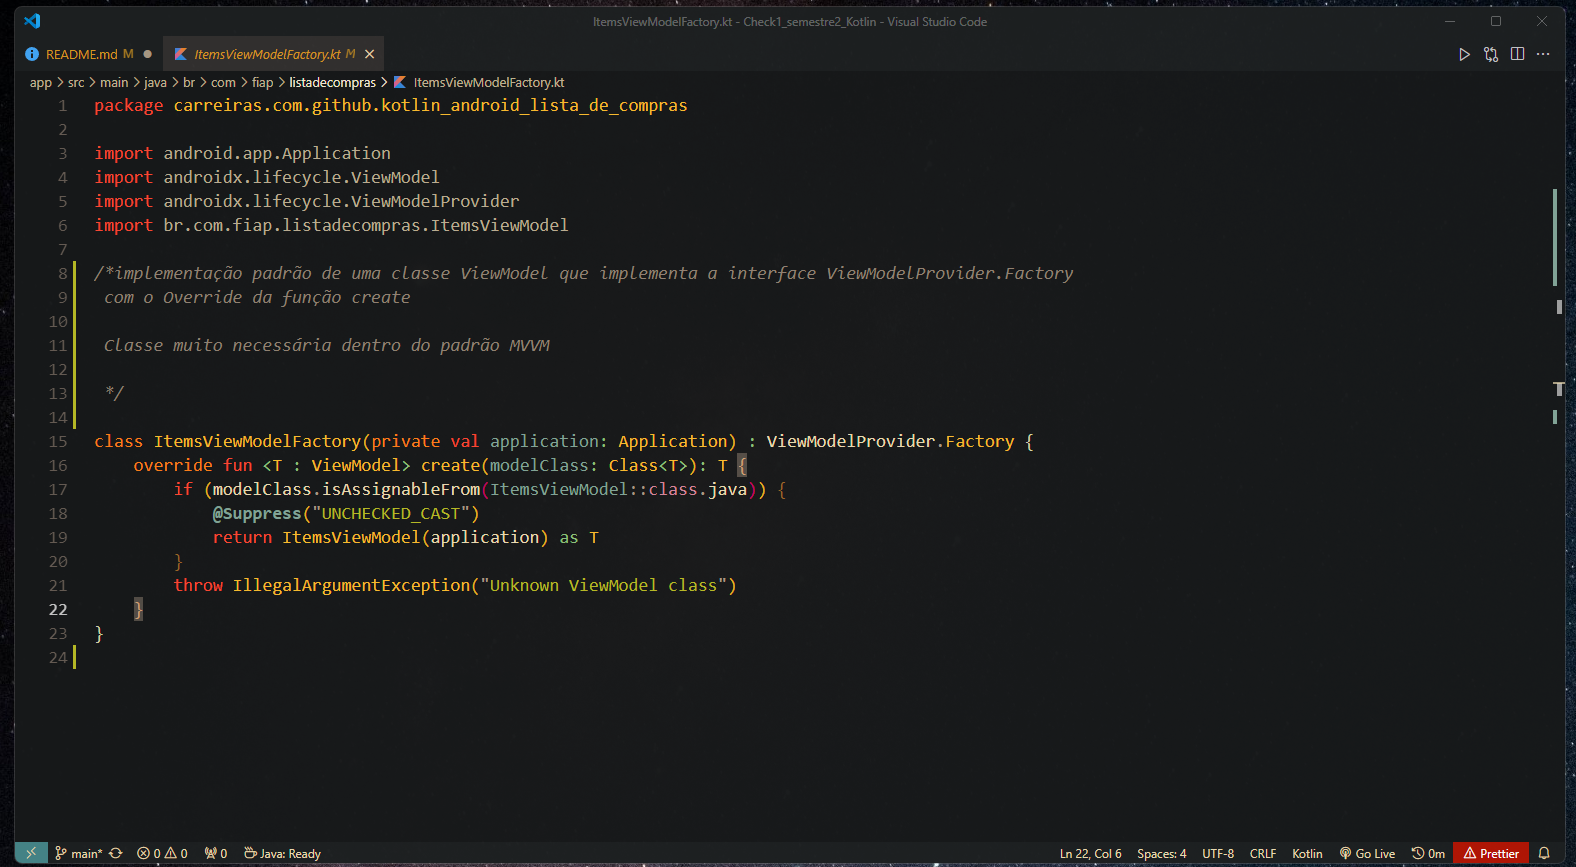 ItemsViewModelFactory.kt - Check1_semestre2_Kotlin - Visual Studio Code
README.md M
ItemsViewModelFactory.kt M
app > src > main > java > br > com > fiap > listadecompras > ItemsViewModelFactory.kt
1 package carreiras.com.github.kotlin_android_lista_de_compras
2
3 import android.app.Application
4 import androidx.lifecycle.ViewModel
5 import androidx.lifecycle.ViewModelProvider
6 import br.com.fiap.listadecompras.ItemsViewModel
7
8 /*implementação padrão de uma classe ViewModel que implementa a interface ViewModelProvider.Factory
9 com o Override da função create
10
11 Classe muito necessária dentro do padrão MVVM
12
13 */
14
15 class ItemsViewModelFactory(private val application: Application) : ViewModelProvider.Factory {
16 override fun <T : ViewModel> create(modelClass: Class<T>): T {
17 if (modelClass.isAssignableFrom(ItemsViewModel::class.java)) {
18 @Suppress("UNCHECKED_CAST")
19 return ItemsViewModel(application) as T
20 }
21 throw IllegalArgumentException("Unknown ViewModel class")
22 }
23 }
24
main* 0 0 0 Java: Ready Ln 22, Col 6 Spaces: 4 UTF-8 CRLF Kotlin Go Live 0m Prettier